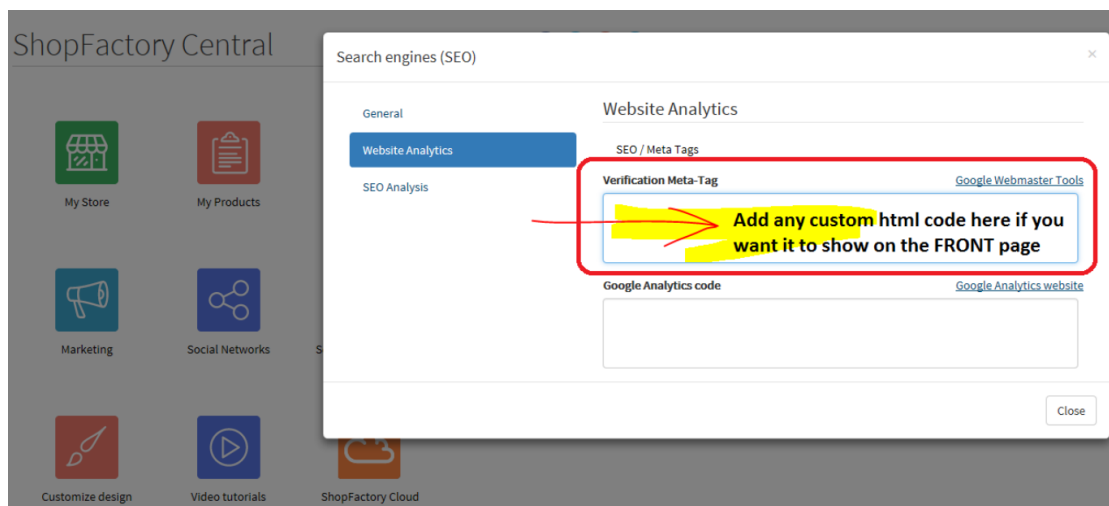 ShopFactory Central
Search engines (SEO)
×
General
Website Analytics
SEO Analysis
Website Analytics
SEO / Meta Tags
Verification Meta-Tag
Google Webmaster Tools
Add any custom html code here if you
want it to show on the FRONT page
Google Analytics code
Google Analytics website
Close
My Store
My Products
Marketing
Social Networks
S
Customize design
Video tutorials
ShopFactory Cloud